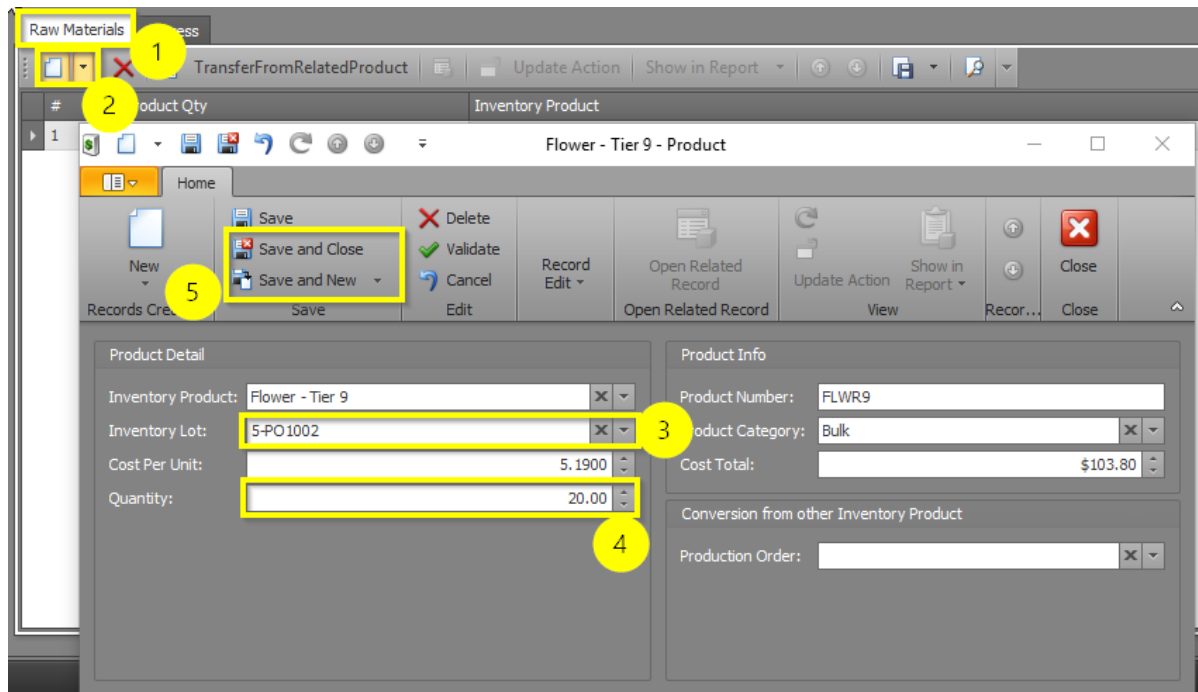 Raw Materials ess
1
TransferFromRelatedProduct Update Action Show in Report
2
# oduct Qty Inventory Product
1
Flower - Tier 9 - Product
Home
New
Records Cre
Save
Save and Close
Save and New
Save
5
Delete
Validate
Cancel
Edit
Record
Edit
Open Related
Record
Open Related Record
Update Action
Show in
Report
View
Recor...
Close
Close
Product Detail
Inventory Product: Flower - Tier 9
Inventory Lot: 5-PO1002
3
Cost Per Unit: 5.1900
Quantity: 20.00
4
Product Info
Product Number: FLWR9
oduct Category: Bulk
Cost Total: $103.80
Conversion from other Inventory Product
Production Order: